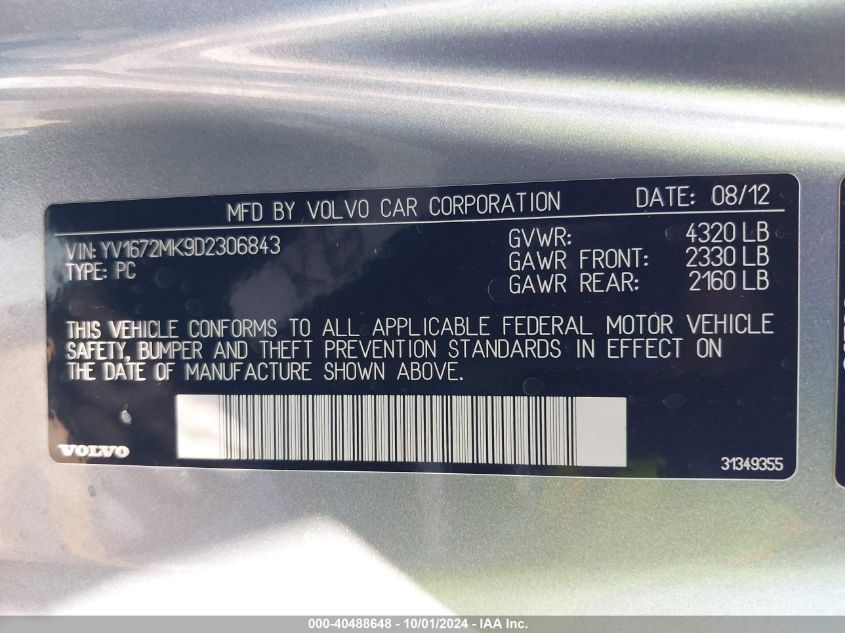 MFD BY VOLVO CAR CORPORATION DATE: 08/12
VIN: YV1672MK9D2306843 GVWR: 4320 LB
TYPE: PC GAWR FRONT: 2330 LB
GAWR REAR: 2160 LB
THIS VEHICLE CONFORMS TO ALL APPLICABLE FEDERAL MOTOR VEHICLE
SAFETY, BUMPER AND THEFT PREVENTION STANDARDS IN EFFECT ON
THE DATE OF MANUFACTURE SHOWN ABOVE.
VOLVO
31349355
000-40488648 - 10/01/2024 - IAA Inc.